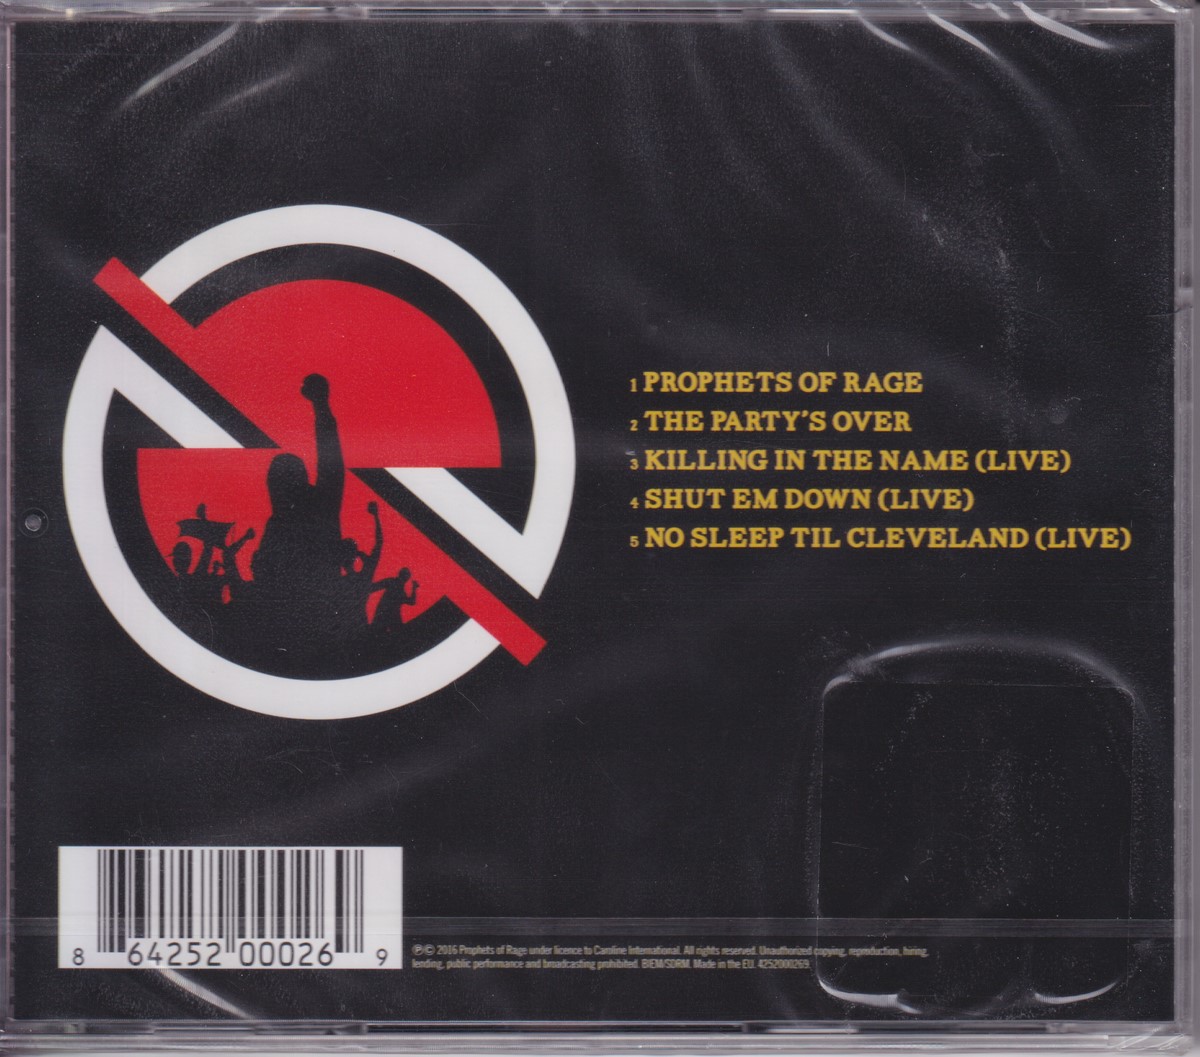 1 PROPHETS OF RAGE
2 THE PARTY'S OVER
3 KILLING IN THE NAME (LIVE)
4 SHUT EM DOWN (LIVE)
5 NO SLEEP TIL CLEVELAND (LIVE)
8 64252 00026 9
℗© 2016 Prophets of Rage under licence to Caroline International. All rights reserved. Unauthorized copying, reproduction, hiring,
lending, public performance and broadcasting prohibited. BIEM/SDRM. Made in the EU. 4252000269